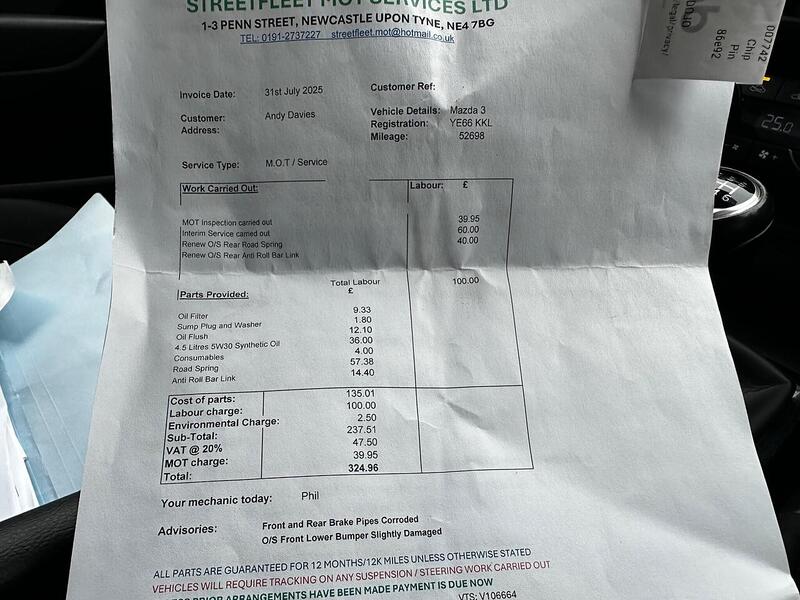 STREETFLEET MOT SERVICES LTD
1-3 PENN STREET, NEWCASTLE UPON TYNE, NE4 7BG
TEL: 0191-2737227 streetfleet.mot@hotmail.co.uk
Invoice Date: 31st July 2025 Customer Ref:
Customer: Andy Davies Vehicle Details: Mazda 3
Address: Registration: YE66 KKL
Mileage: 52698
Service Type: M.O.T / Service
Work Carried Out: Labour: £
MOT Inspection carried out 39.95
Interim Service carried out 60.00
Renew O/S Rear Road Spring 40.00
Renew O/S Rear Anti Roll Bar Link
Total Labour 100.00
Parts Provided: £
Oil Filter 9.33
Sump Plug and Washer 1.80
Oil Flush 12.10
4.5 Litres 5W30 Synthetic Oil 36.00
Consumables 4.00
Road Spring 57.38
Anti Roll Bar Link 14.40
Cost of parts: 135.01
Labour charge: 100.00
Environmental Charge: 2.50
Sub-Total: 237.51
VAT @ 20% 47.50
MOT charge: 39.95
Total: 324.96
Your mechanic today: Phil
Advisories: Front and Rear Brake Pipes Corroded
O/S Front Lower Bumper Slightly Damaged
ALL PARTS ARE GUARANTEED FOR 12 MONTHS/12K MILES UNLESS OTHERWISE STATED
VEHICLES WILL REQUIRE TRACKING ON ANY SUSPENSION / STEERING WORK CARRIED OUT
PRIOR ARRANGEMENTS HAVE BEEN MADE PAYMENT IS DUE NOW
VTS: V106664
007742
Chip
Pin
86e92
legal/privacy/
25.0
6